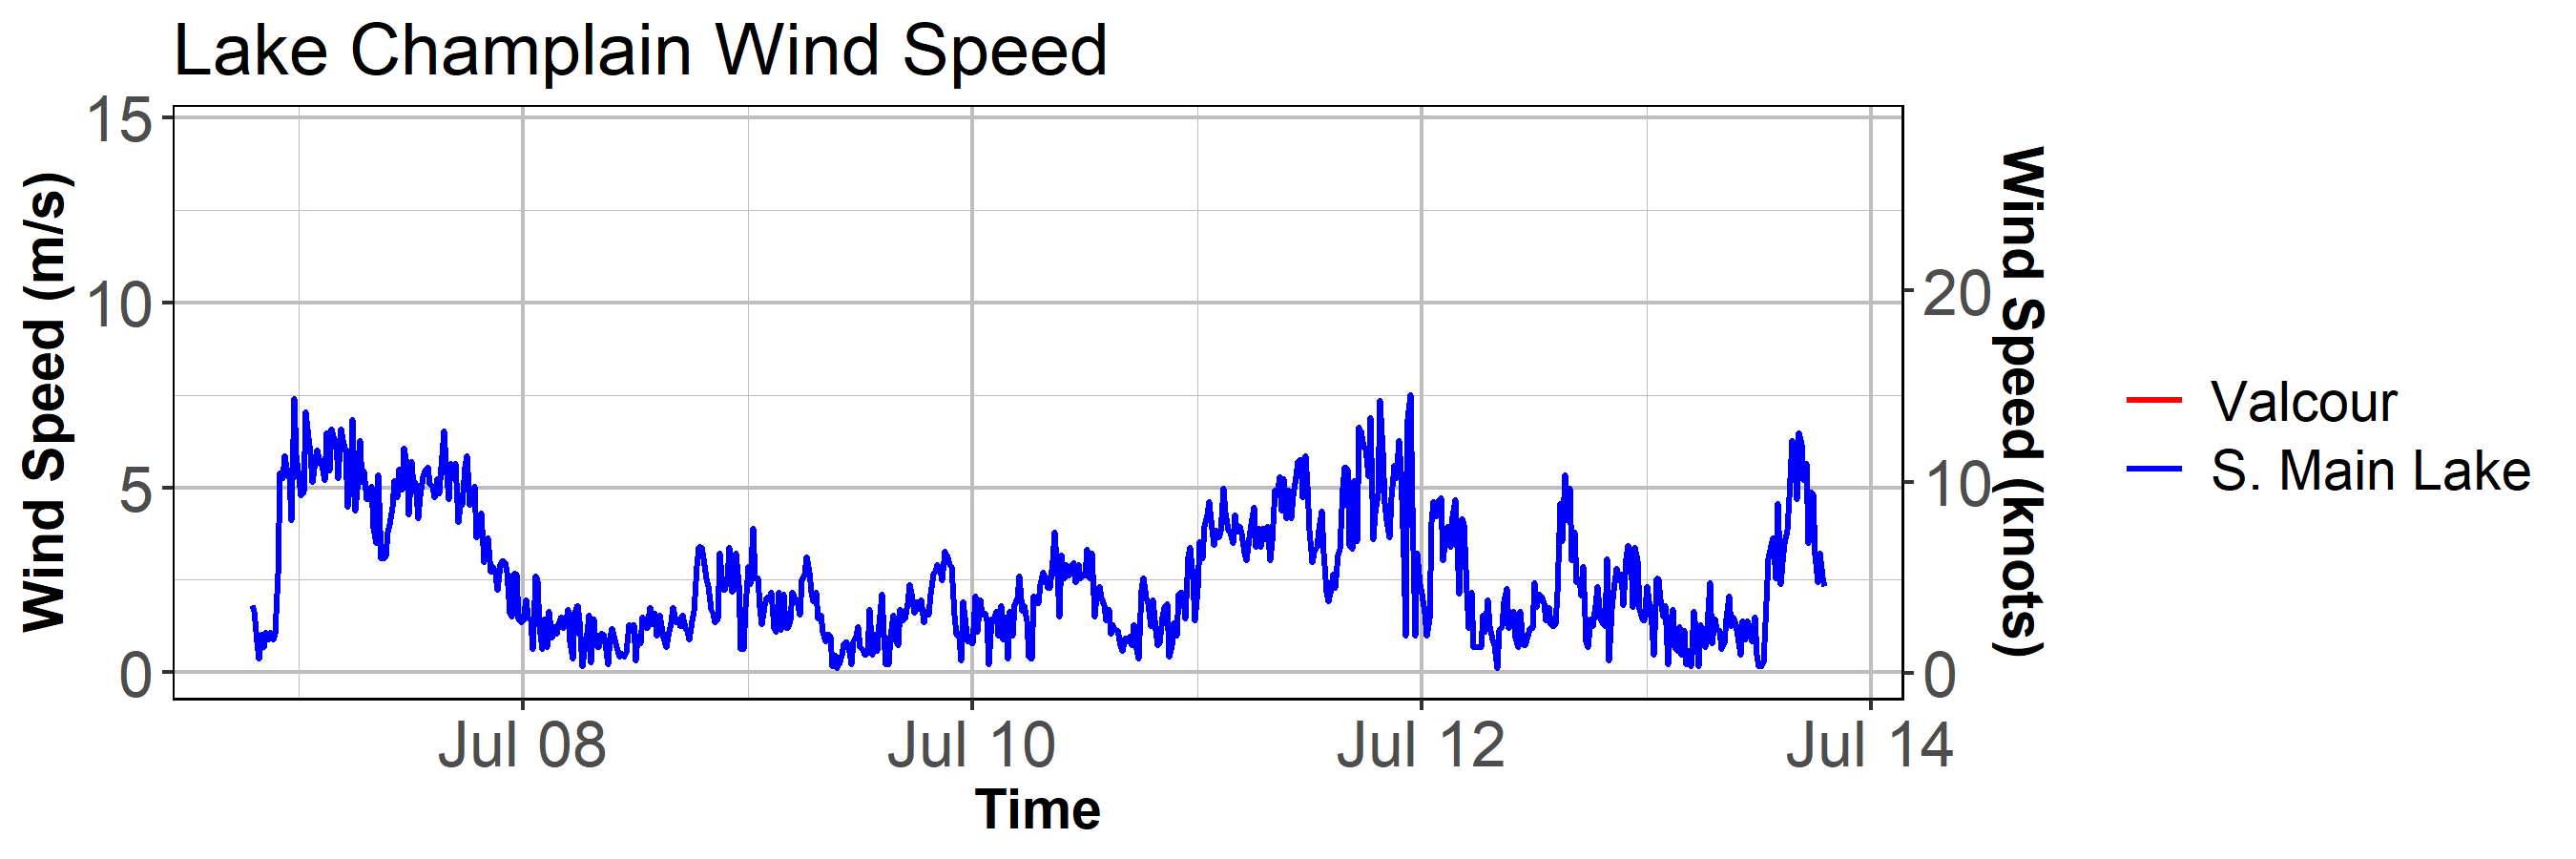 Lake Champlain Wind Speed
Wind Speed (m/s)
15
10
5
0
20
10
0
Wind Speed (knots)
Jul 08
Jul 10
Jul 12
Jul 14
Time
Valcour
S. Main Lake